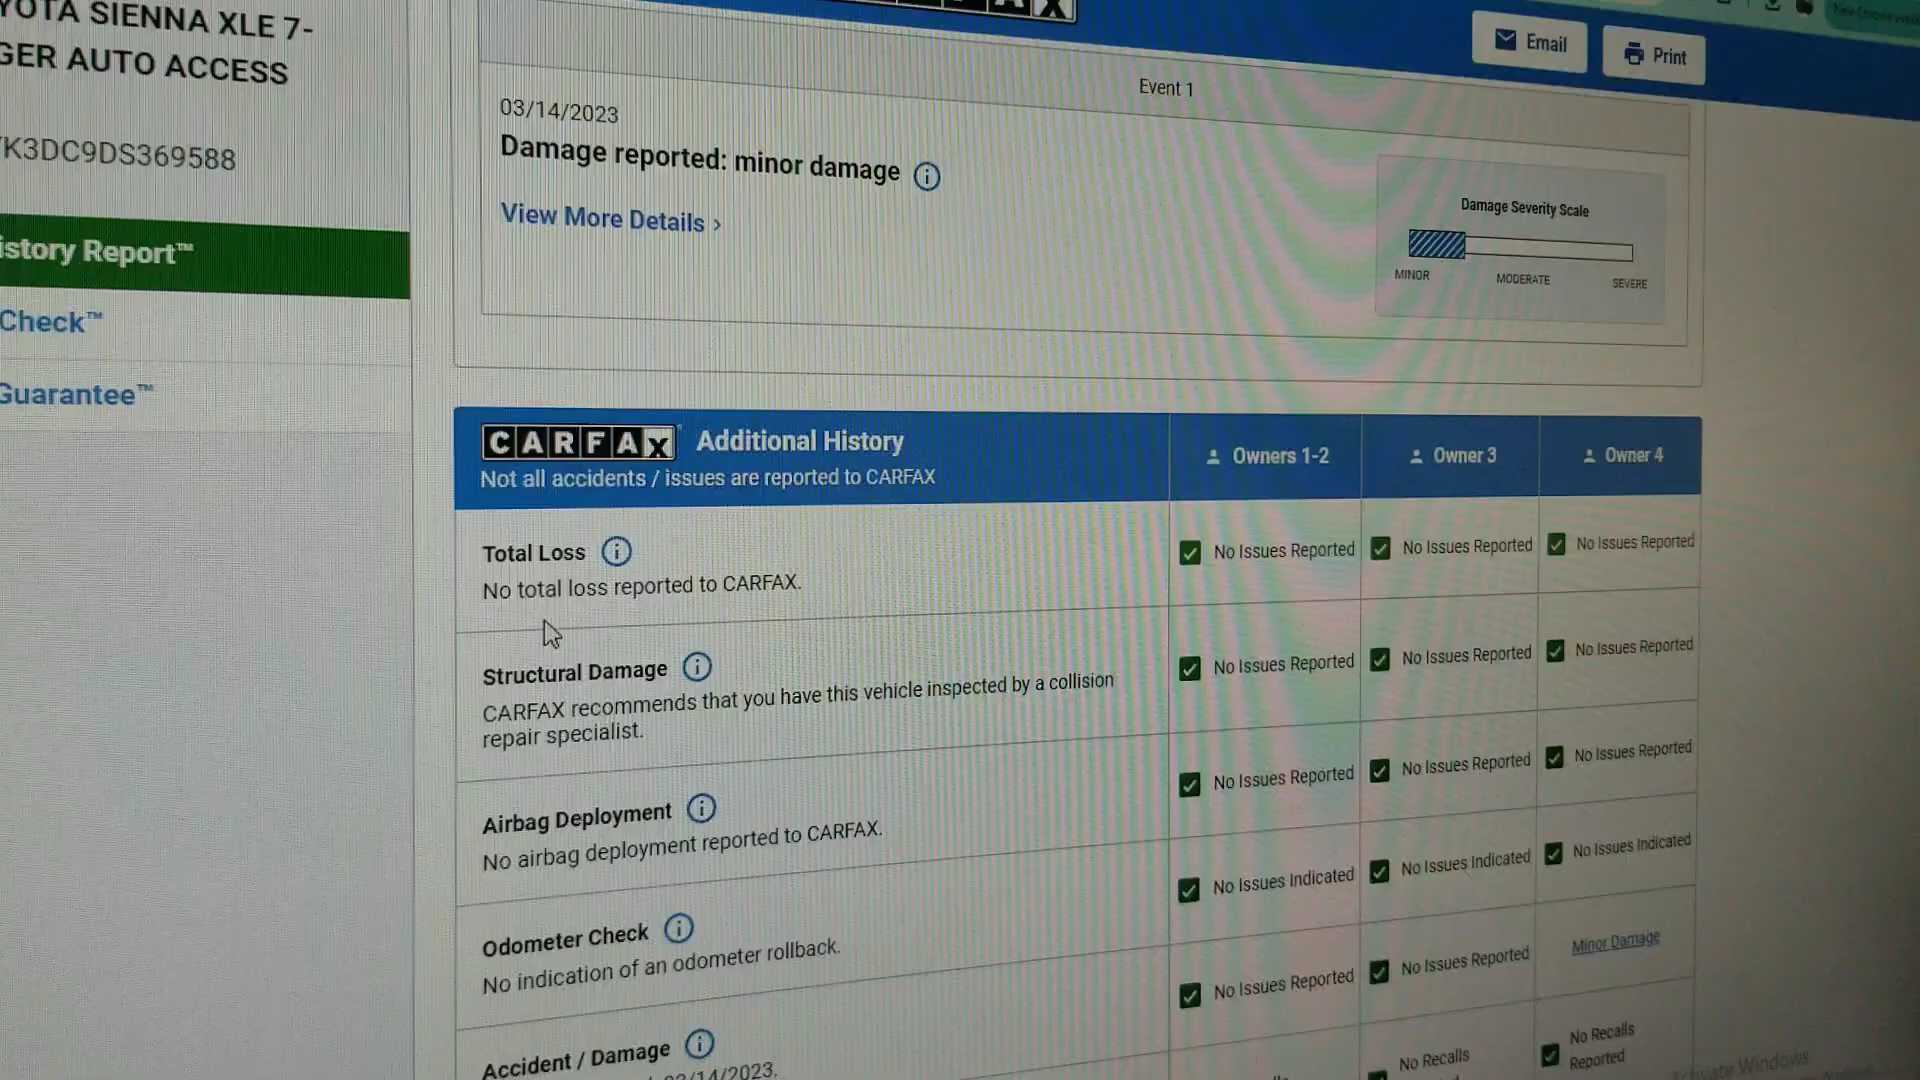 SIENNA XLE 7-
AUTO ACCESS
K3DC9DS369588
History Report™
Check™
Guarantee™
Email
Print
Event 1
03/14/2023
Damage reported: minor damage
View More Details >
Damage Severity Scale
MINOR
MODERATE
SEVERE
CARFAX Additional History
Not all accidents / issues are reported to CARFAX
Owners 1-2
Owner 3
Owner 4
Total Loss
No total loss reported to CARFAX.
No Issues Reported
No Issues Reported
No Issues Reported
Structural Damage
CARFAX recommends that you have this vehicle inspected by a collision
repair specialist.
No Issues Reported
No Issues Reported
No Issues Reported
Airbag Deployment
No airbag deployment reported to CARFAX.
No Issues Reported
No Issues Reported
No Issues Reported
Odometer Check
No indication of an odometer rollback.
No Issues Indicated
No Issues Indicated
No Issues Indicated
Accident / Damage
03/14/2023.
No Issues Reported
No Issues Reported
Minor Damage
No Recalls
No Recalls
Reported
Activate Windows